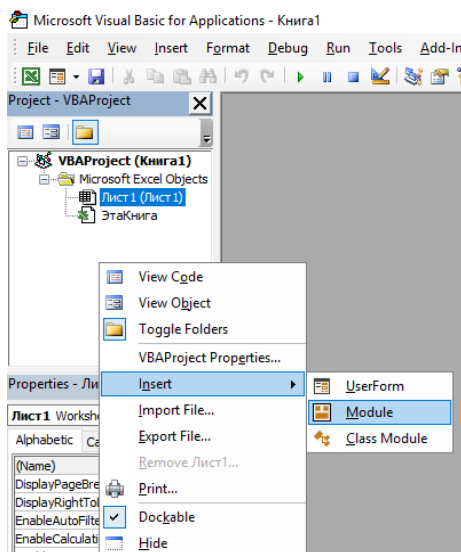 Microsoft Visual Basic for Applications - Книга1
File Edit View Insert Format Debug Run Tools Add-In
Project - VBAProject
VBAProject (Книга1)
Microsoft Excel Objects
Лист1 (Лист1)
ЭтаКнига
View Code
View Object
Toggle Folders
VBAProject Properties...
Insert
UserForm
Module
Class Module
Import File...
Export File...
Remove Лист1...
Print...
Dockable
Hide
Properties - Ли
Лист1 Workshe
Alphabetic Ca
(Name)
DisplayPageBre
DisplayRightTol
EnableAutoFilte
EnableCalculati